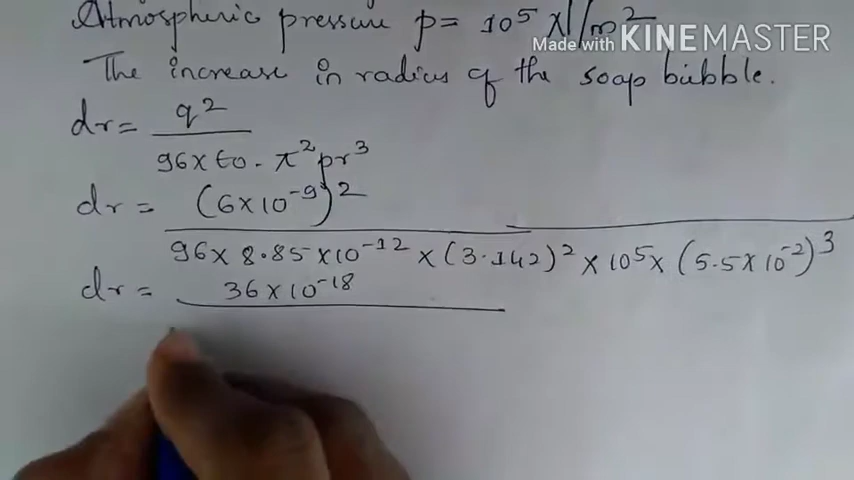 Atmospheric pressure p = 10⁵ N/m²
Made with KINEMASTER
The increase in radius of the soap bubble.
dr = q² / 96 × ϵ0 . π² p r³
dr = (6×10⁻⁹)² / 96 × 8.85×10⁻¹² × (3.142)² × 10⁵ × (5.5×10⁻²)³
dr = 36×10⁻¹⁸